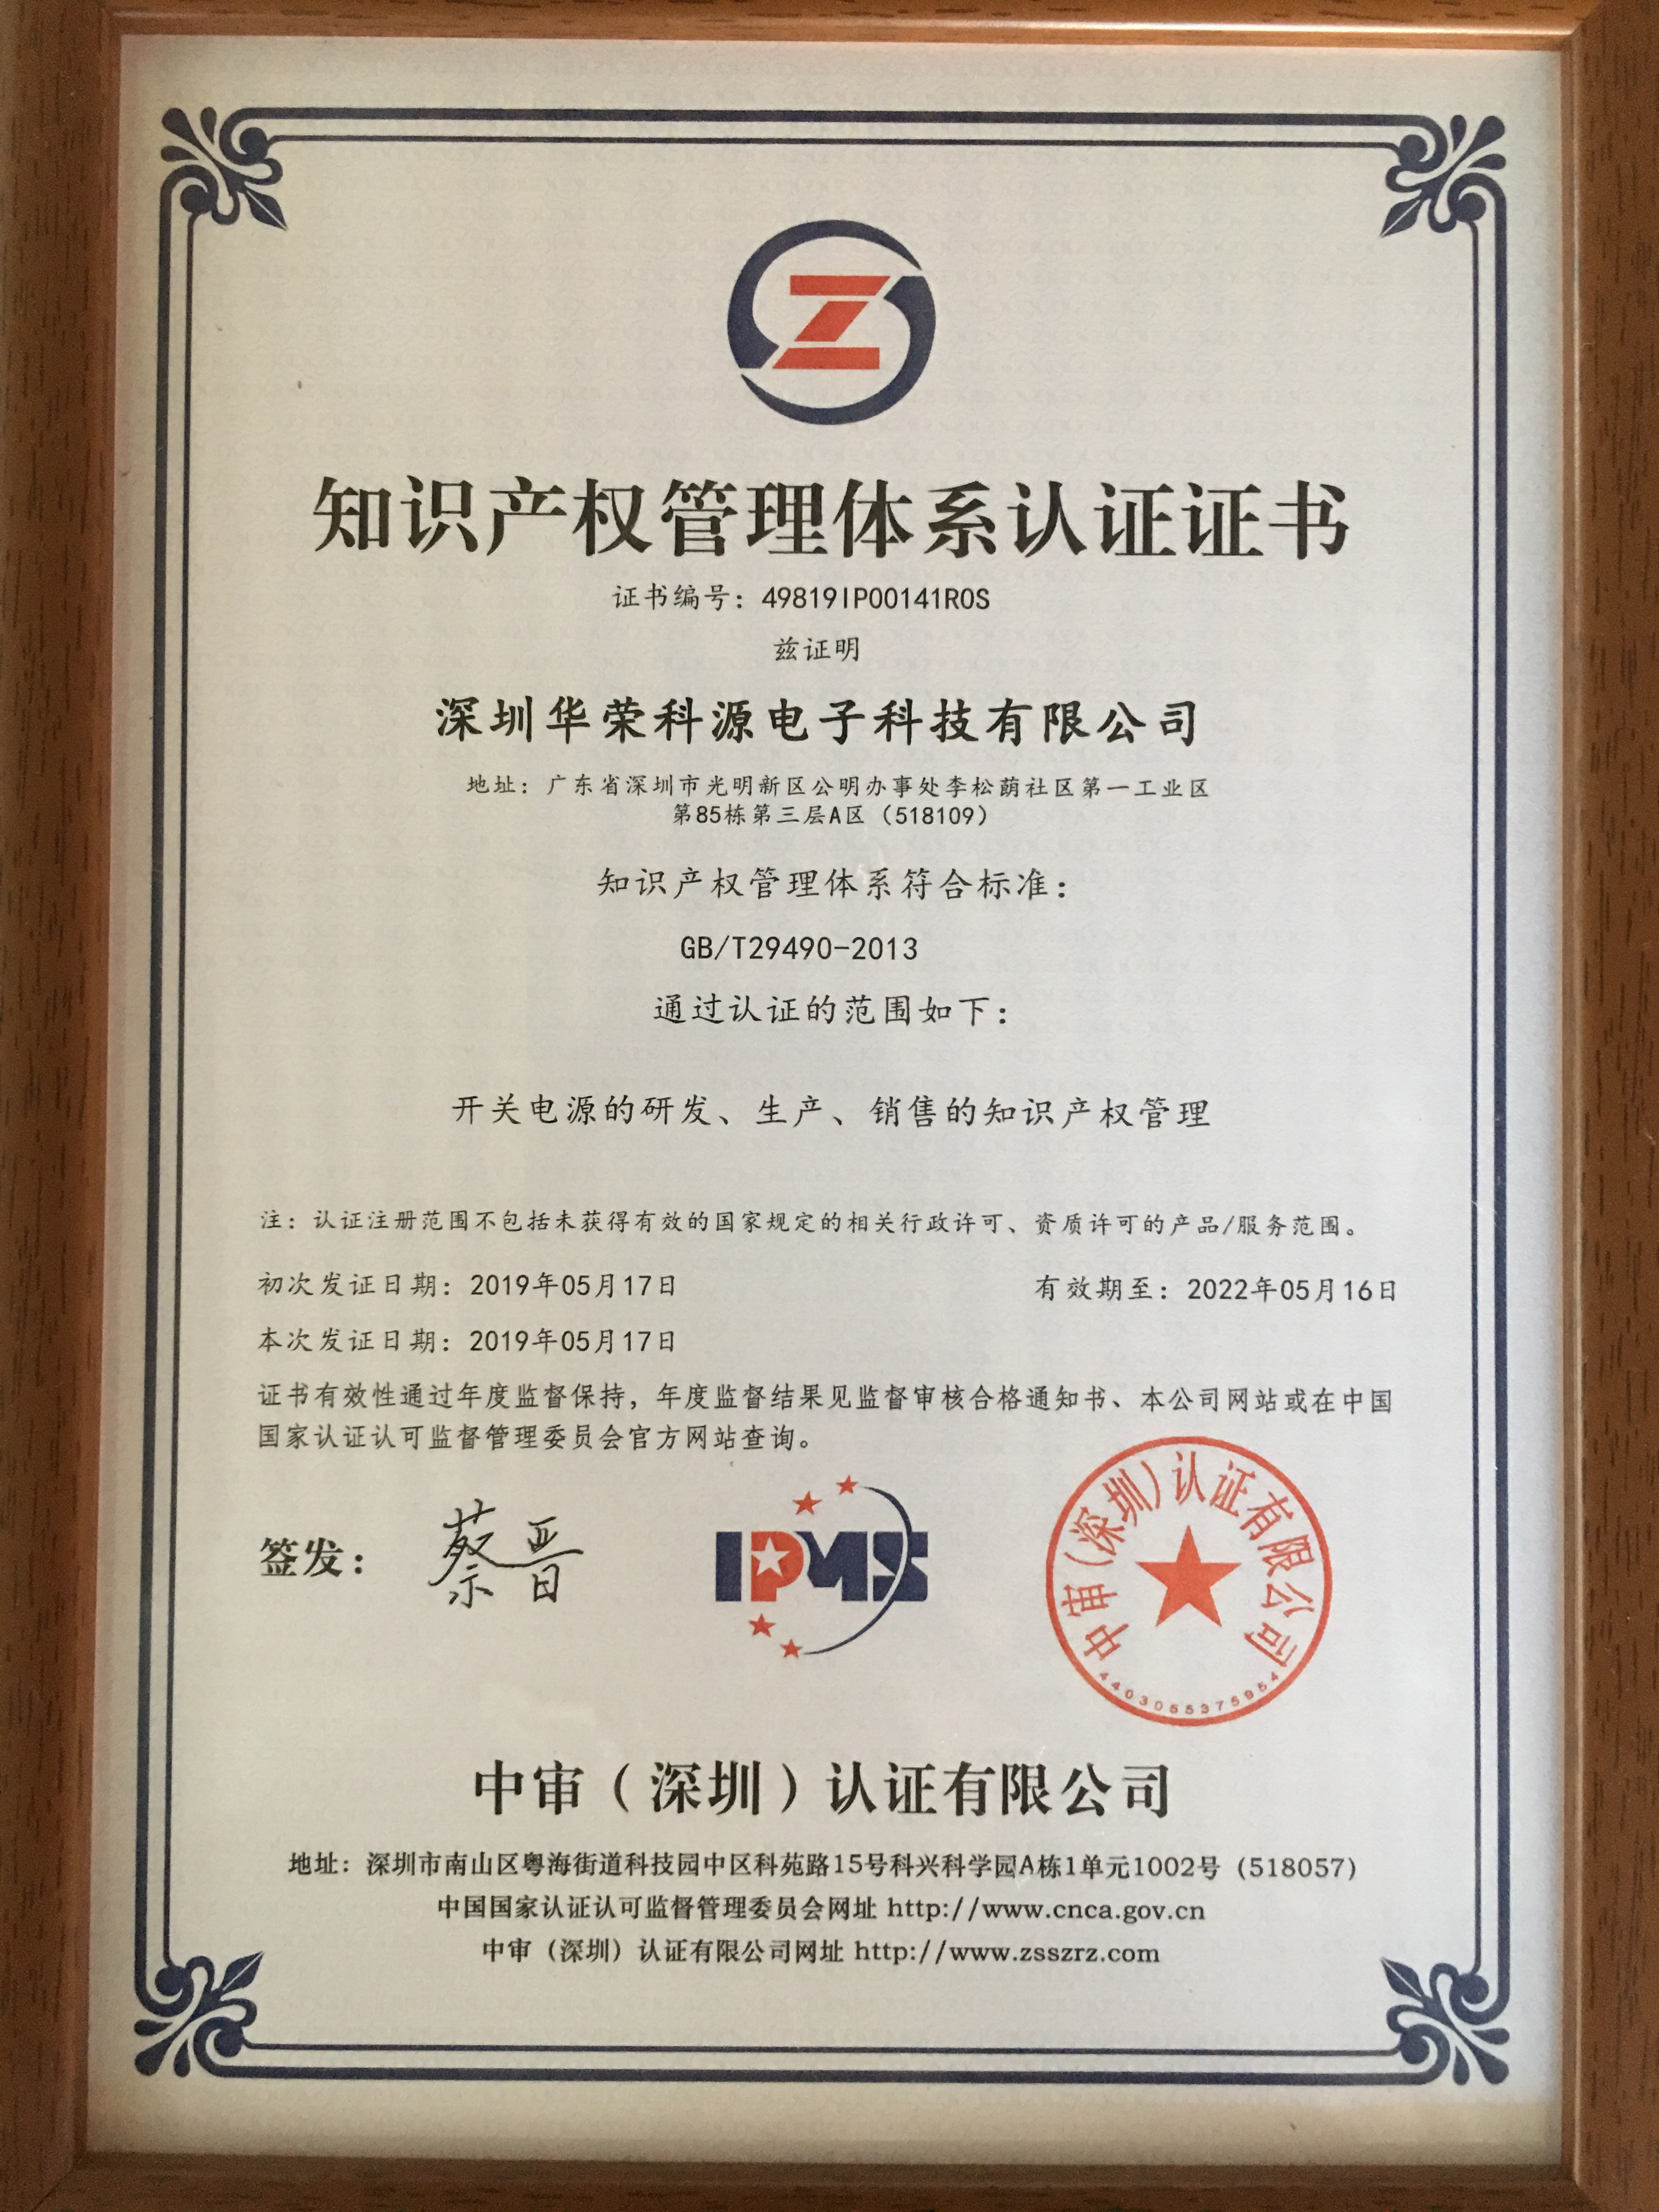 Z
知识产权管理体系认证证书
证书编号：49819IP00141R0S
兹证明
深圳华荣科源电子科技有限公司
地址：广东省深圳市光明新区公明办事处李松蓢社区第一工业区
第85栋第三层A区（518109）
知识产权管理体系符合标准：
GB/T29490-2013
通过认证的范围如下：
开关电源的研发、生产、销售的知识产权管理
注：认证注册范围不包括未获得有效的国家规定的相关行政许可、资质许可的产品/服务范围。
初次发证日期：2019年05月17日
有效期至：2022年05月16日
本次发证日期：2019年05月17日
证书有效性通过年度监督保持，年度监督结果见监督审核合格通知书、本公司网站或在中国
国家认证认可监督管理委员会官方网站查询。
签发：
蔡晋
IPMS
中审（深圳）认证有限公司
4403055375954
中审（深圳）认证有限公司
地址：深圳市南山区粤海街道科技园中区科苑路15号科兴科学园A栋1单元1002号（518057）
中国国家认证认可监督管理委员会网址 http://www.cnca.gov.cn
中审（深圳）认证有限公司网址 http://www.zsszrz.com